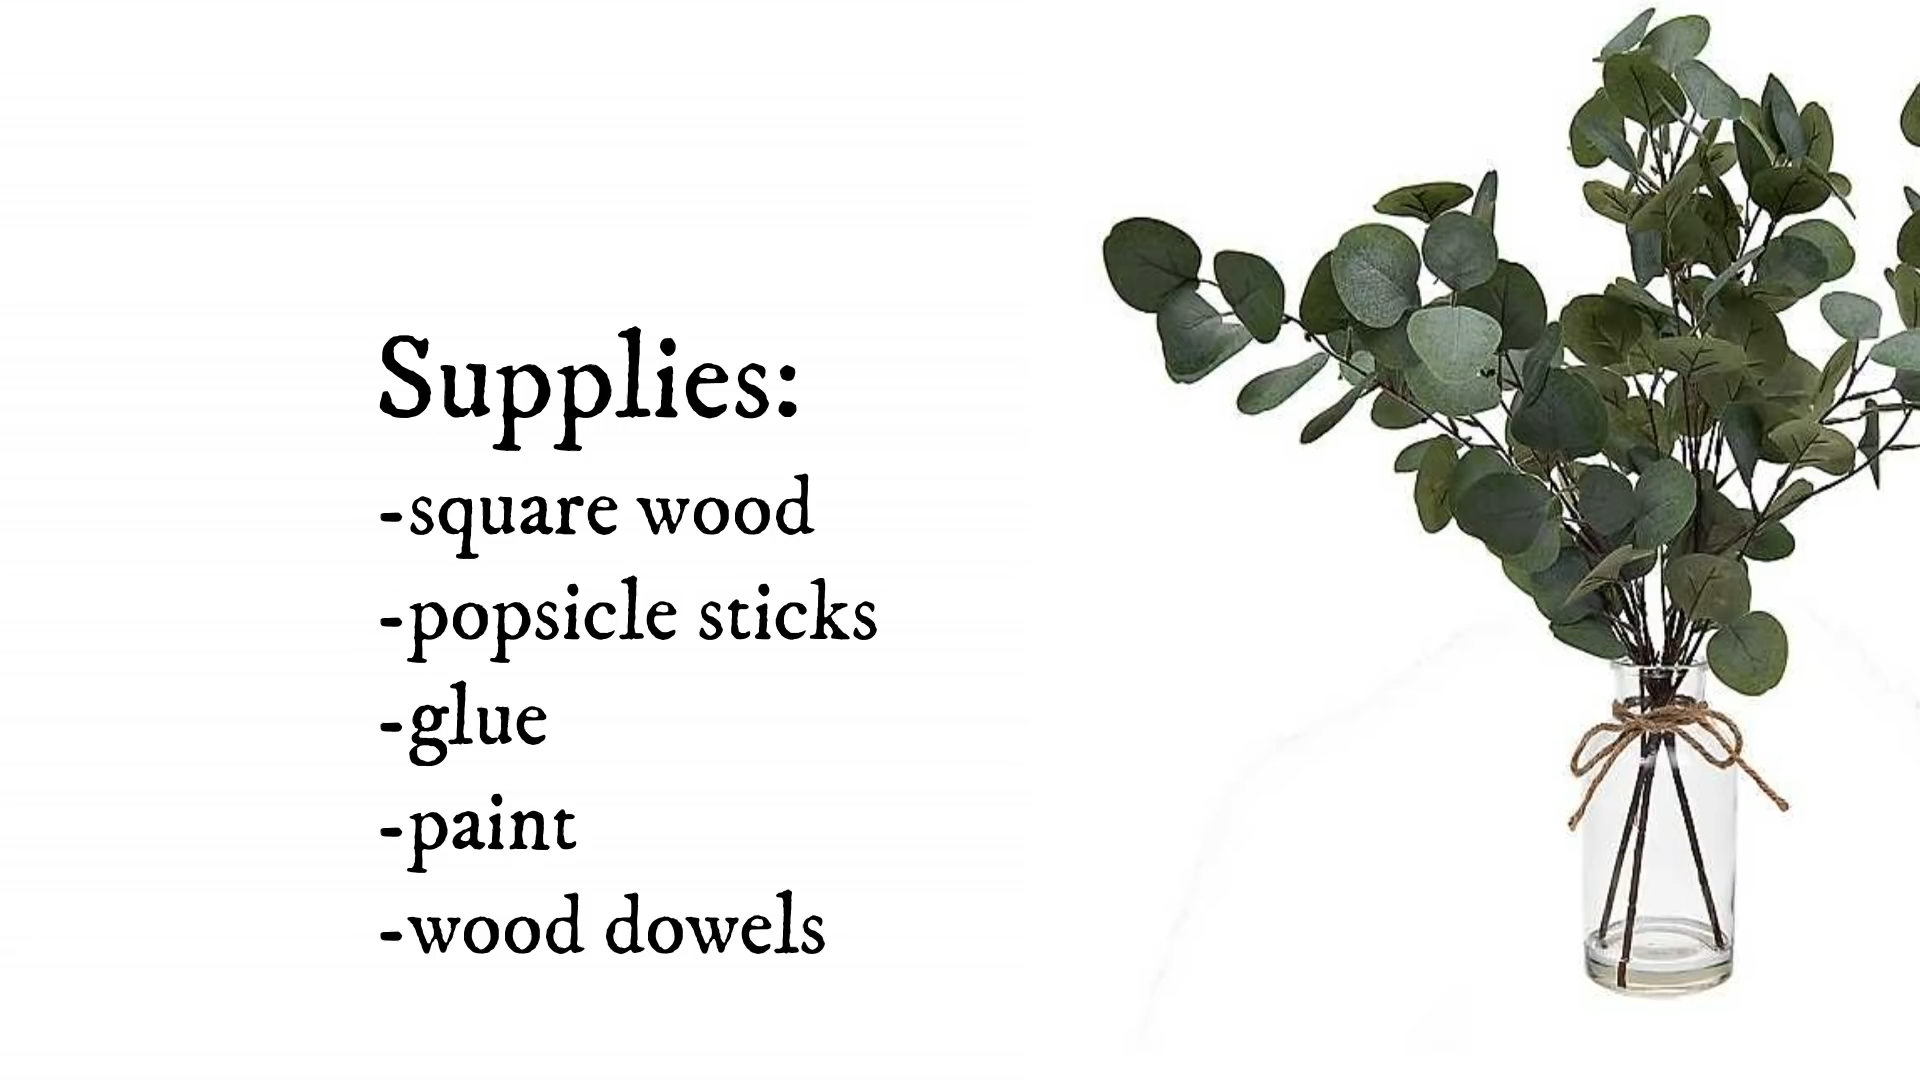 Supplies:
-square wood
-popsicle sticks
-glue
-paint
-wood dowels